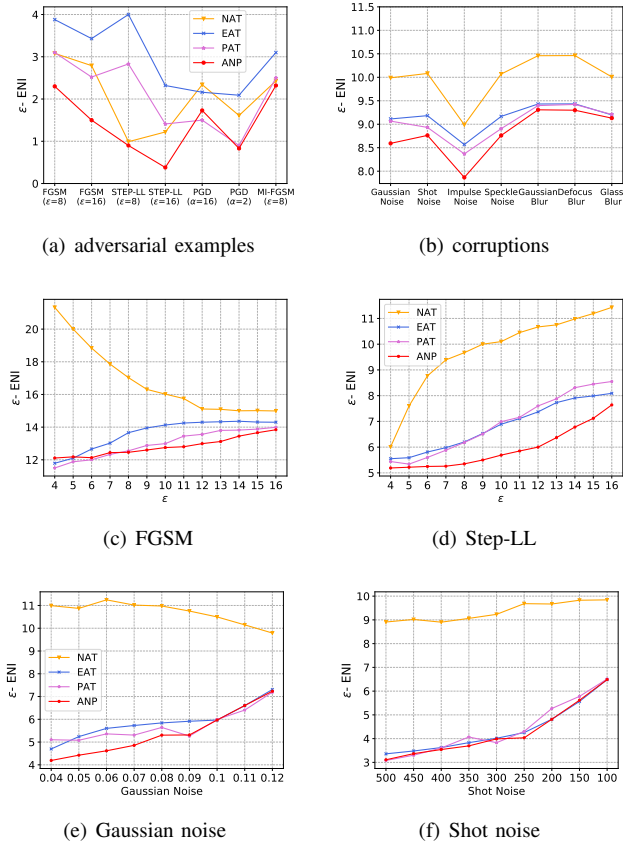 ε- ENI
4
3
2
1
0
NAT
EAT
PAT
ANP
FGSM (ε=8)
FGSM (ε=16)
STEP-LL (ε=8)
STEP-LL (ε=16)
PGD (α=16)
PGD (α=2)
MI-FGSM (ε=8)
(a) adversarial examples
ε- ENI
11.5
11.0
10.5
10.0
9.5
9.0
8.5
8.0
Gaussian Noise
Shot Noise
Impulse Noise
Speckle Noise
Gaussian Blur
Defocus Blur
Glass Blur
(b) corruptions
ε- ENI
20
18
16
14
12
NAT
EAT
PAT
ANP
4 5 6 7 8 9 10 11 12 13 14 15 16
ε
(c) FGSM
ε- ENI
11
10
9
8
7
6
5
NAT
EAT
PAT
ANP
4 5 6 7 8 9 10 11 12 13 14 15 16
ε
(d) Step-LL
ε- ENI
11
10
9
8
7
6
5
4
NAT
EAT
PAT
ANP
0.04 0.05 0.06 0.07 0.08 0.09 0.1 0.11 0.12
Gaussian Noise
(e) Gaussian noise
ε- ENI
10
9
8
7
6
5
4
3
NAT
EAT
PAT
ANP
500 450 400 350 300 250 200 150 100
Shot Noise
(f) Shot noise